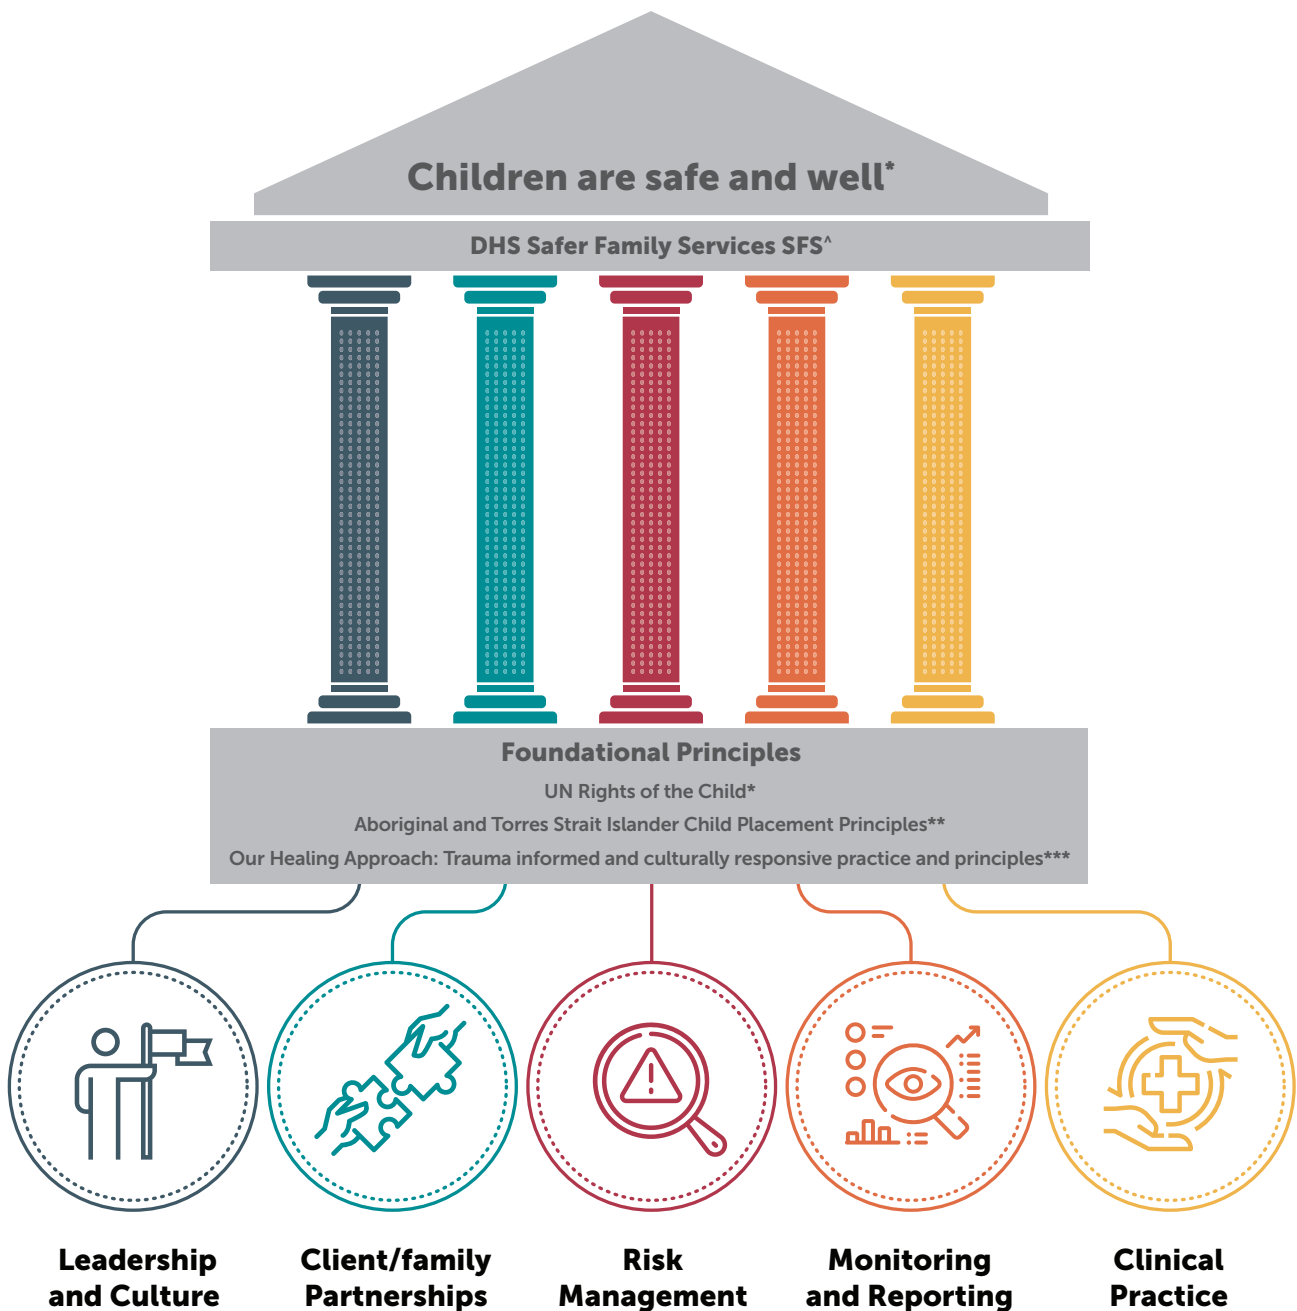 Children are safe and well*
DHS Safer Family Services SFS^
Foundational Principles
UN Rights of the Child*
Aboriginal and Torres Strait Islander Child Placement Principles**
Our Healing Approach: Trauma informed and culturally responsive practice and principles***
Leadership
and Culture
Client/family
Partnerships
Risk
Management
Monitoring
and Reporting
Clinical
Practice